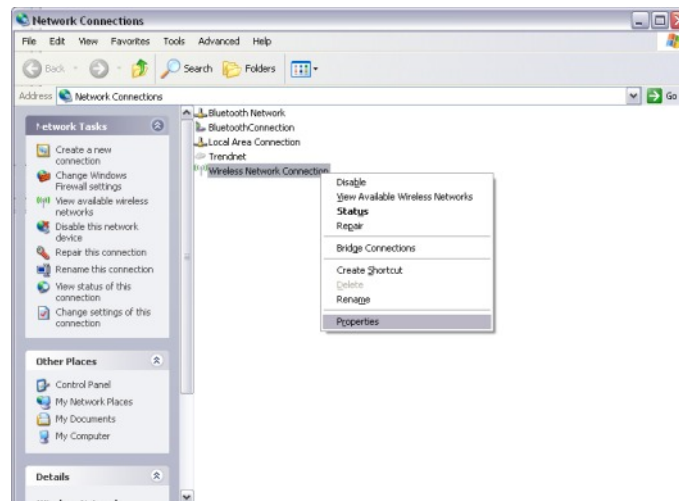 Network Connections
File Edit View Favorites Tools Advanced Help
Back Search Folders
Address Network Connections Go
Network Tasks
Create a new
connection
Change Windows
Firewall settings
View available wireless
networks
Disable this network
device
Repair this connection
Rename this connection
View status of this
connection
Change settings of this
connection
Other Places
Control Panel
My Network Places
My Documents
My Computer
Details
Bluetooth Network
BluetoothConnection
Local Area Connection
Trendnet
Wireless Network Connection
Disable
View Available Wireless Networks
Status
Repair
Bridge Connections
Create Shortcut
Delete
Rename
Properties